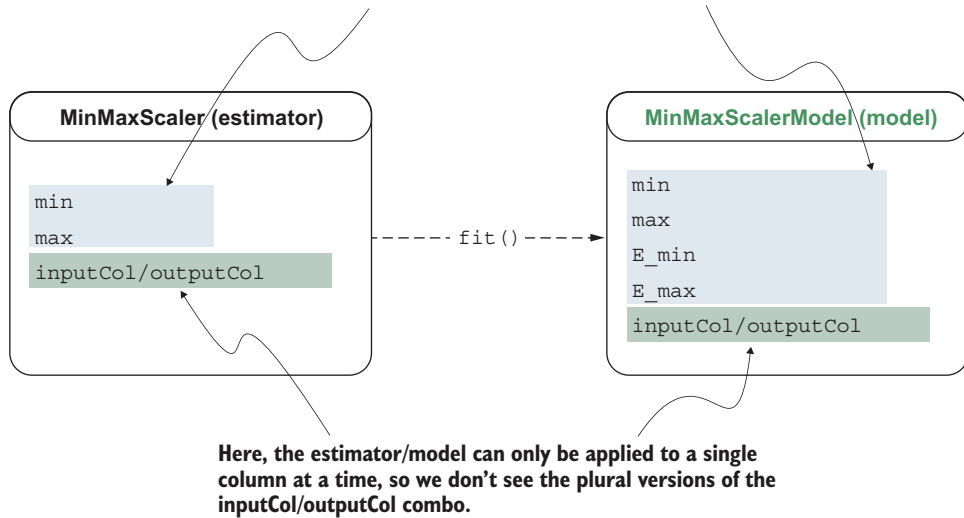 MinMaxScaler (estimator)
min
max
inputCol/outputCol
fit()
MinMaxScalerModel (model)
min
max
E_min
E_max
inputCol/outputCol
Here, the estimator/model can only be applied to a single
column at a time, so we don't see the plural versions of the
inputCol/outputCol combo.